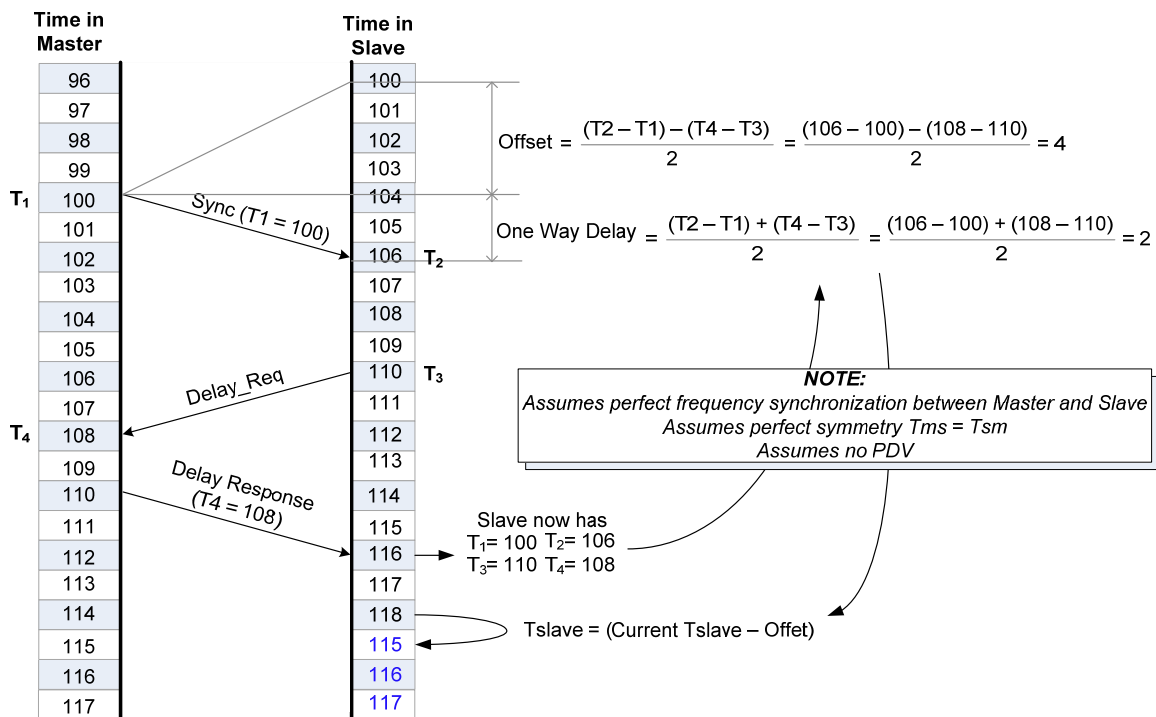 Time in
Master
Time in
Slave
96
97
98
99
T1
100
101
102
103
104
105
106
107
T4
108
109
110
111
112
113
114
115
116
117
Sync (T1 = 100)
Delay_Req
Delay Response
(T4 = 108)
100
101
102
103
104
105
106
T2
107
108
109
110
T3
111
112
113
114
115
116
117
118
115
116
117
Offset = (T2 – T1) – (T4 – T3) / 2 = (106 – 100) – (108 – 110) / 2 = 4
One Way Delay = (T2 – T1) + (T4 – T3) / 2 = (106 – 100) + (108 – 110) / 2 = 2
NOTE:
Assumes perfect frequency synchronization between Master and Slave
Assumes perfect symmetry Tms = Tsm
Assumes no PDV
Slave now has
T1= 100 T2= 106
T3= 110 T4= 108
Tslave = (Current Tslave – Offet)